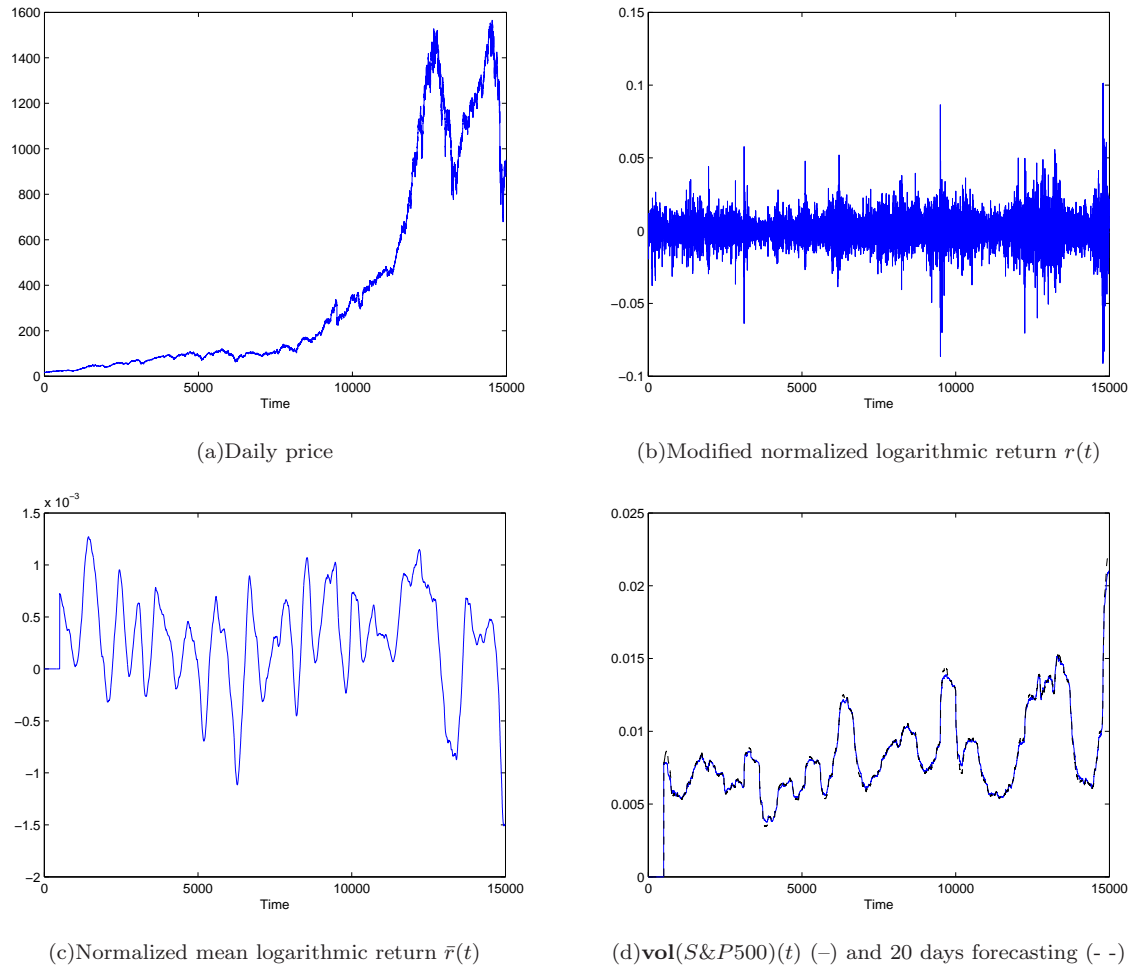 1600
1400
1200
1000
800
600
400
200
0
0 5000 10000 15000
Time
(a)Daily price
0.15
0.1
0.05
0
−0.05
−0.1
0 5000 10000 15000
Time
(b)Modified normalized logarithmic return r(t)
x 10⁻³
1.5
1
0.5
0
−0.5
−1
−1.5
−2
0 5000 10000 15000
Time
(c)Normalized mean logarithmic return r̄(t)
0.025
0.02
0.015
0.01
0.005
0
0 5000 10000 15000
Time
(d)vol(S&P500)(t) (–) and 20 days forecasting (- -)